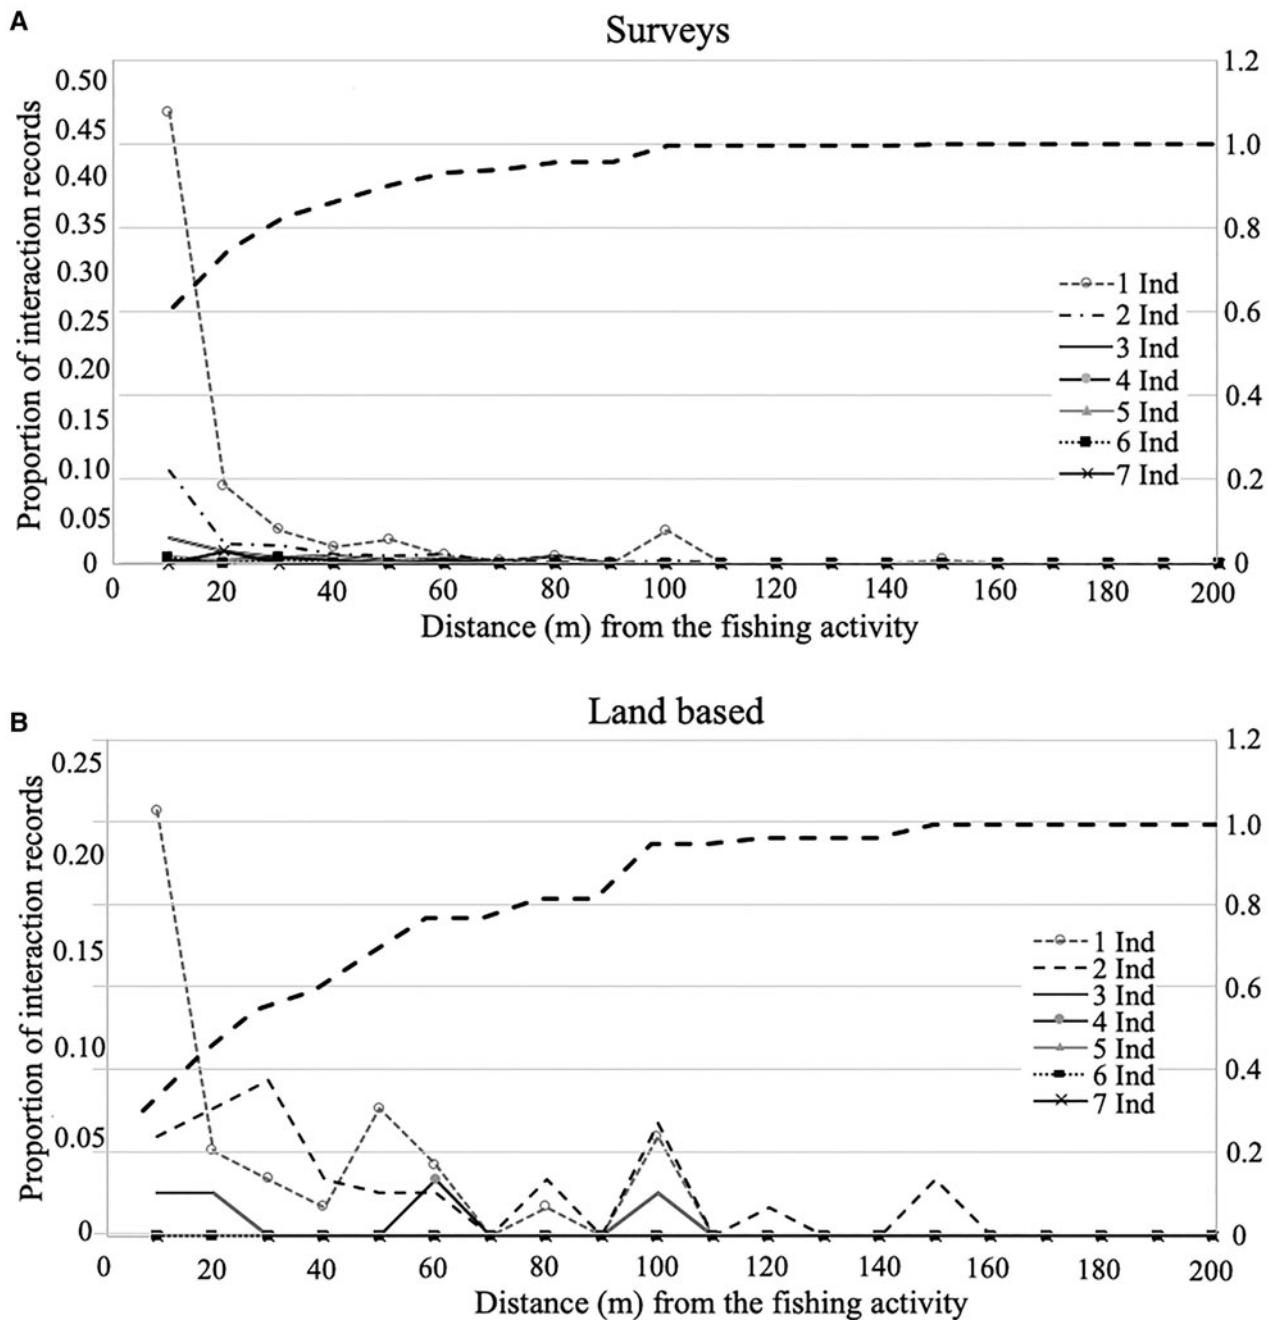 A
Surveys
Proportion of interaction records
0.50
0.45
0.40
0.35
0.30
0.25
0.20
0.15
0.10
0.05
0
1.2
1.0
0.8
0.6
0.4
0.2
0
1 Ind
2 Ind
3 Ind
4 Ind
5 Ind
6 Ind
7 Ind
0 20 40 60 80 100 120 140 160 180 200
Distance (m) from the fishing activity
B
Land based
Proportion of interaction records
0.25
0.20
0.15
0.10
0.05
0
1.2
1.0
0.8
0.6
0.4
0.2
0
1 Ind
2 Ind
3 Ind
4 Ind
5 Ind
6 Ind
7 Ind
0 20 40 60 80 100 120 140 160 180 200
Distance (m) from the fishing activity